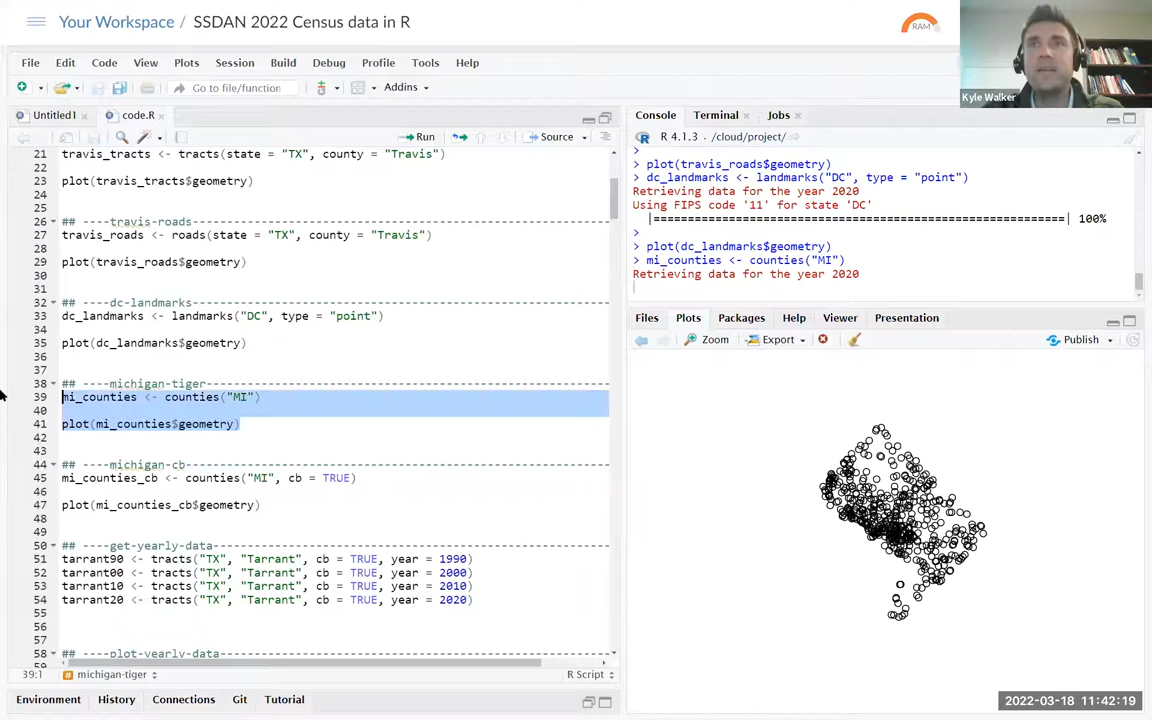 Your Workspace / SSDAN 2022 Census data in R
RAM
Kyle Walker
File Edit Code View Plots Session Build Debug Profile Tools Help
Go to file/function
Addins
Untitled1 × code.R ×
Run
Source
21 travis_tracts <- tracts(state = "TX", county = "Travis")
22
23 plot(travis_tracts$geometry)
24
25
26 ## ----travis-roads----
27 travis_roads <- roads(state = "TX", county = "Travis")
28
29 plot(travis_roads$geometry)
30
31
32 ## ----dc-landmarks----
33 dc_landmarks <- landmarks("DC", type = "point")
34
35 plot(dc_landmarks$geometry)
36
37
38 ## ----michigan-tiger----
39 mi_counties <- counties("MI")
40
41 plot(mi_counties$geometry)
42
43
44 ## ----michigan-cb----
45 mi_counties_cb <- counties("MI", cb = TRUE)
46
47 plot(mi_counties_cb$geometry)
48
49
50 ## ----get-yearly-data----
51 tarrant90 <- tracts("TX", "Tarrant", cb = TRUE, year = 1990)
52 tarrant00 <- tracts("TX", "Tarrant", cb = TRUE, year = 2000)
53 tarrant10 <- tracts("TX", "Tarrant", cb = TRUE, year = 2010)
54 tarrant20 <- tracts("TX", "Tarrant", cb = TRUE, year = 2020)
55
56
57
58 ## ----plot-yearly-data----
59
39:1 # michigan-tiger
R Script
Environment History Connections Git Tutorial
Console Terminal × Jobs ×
R 4.1.3 · /cloud/project/
>
> plot(travis_roads$geometry)
> dc_landmarks <- landmarks("DC", type = "point")
Retrieving data for the year 2020
Using FIPS code '11' for state 'DC'
|=================================================================| 100%
>
> plot(dc_landmarks$geometry)
> mi_counties <- counties("MI")
Retrieving data for the year 2020
Files Plots Packages Help Viewer Presentation
Zoom Export Publish
2022-03-18 11:42:19